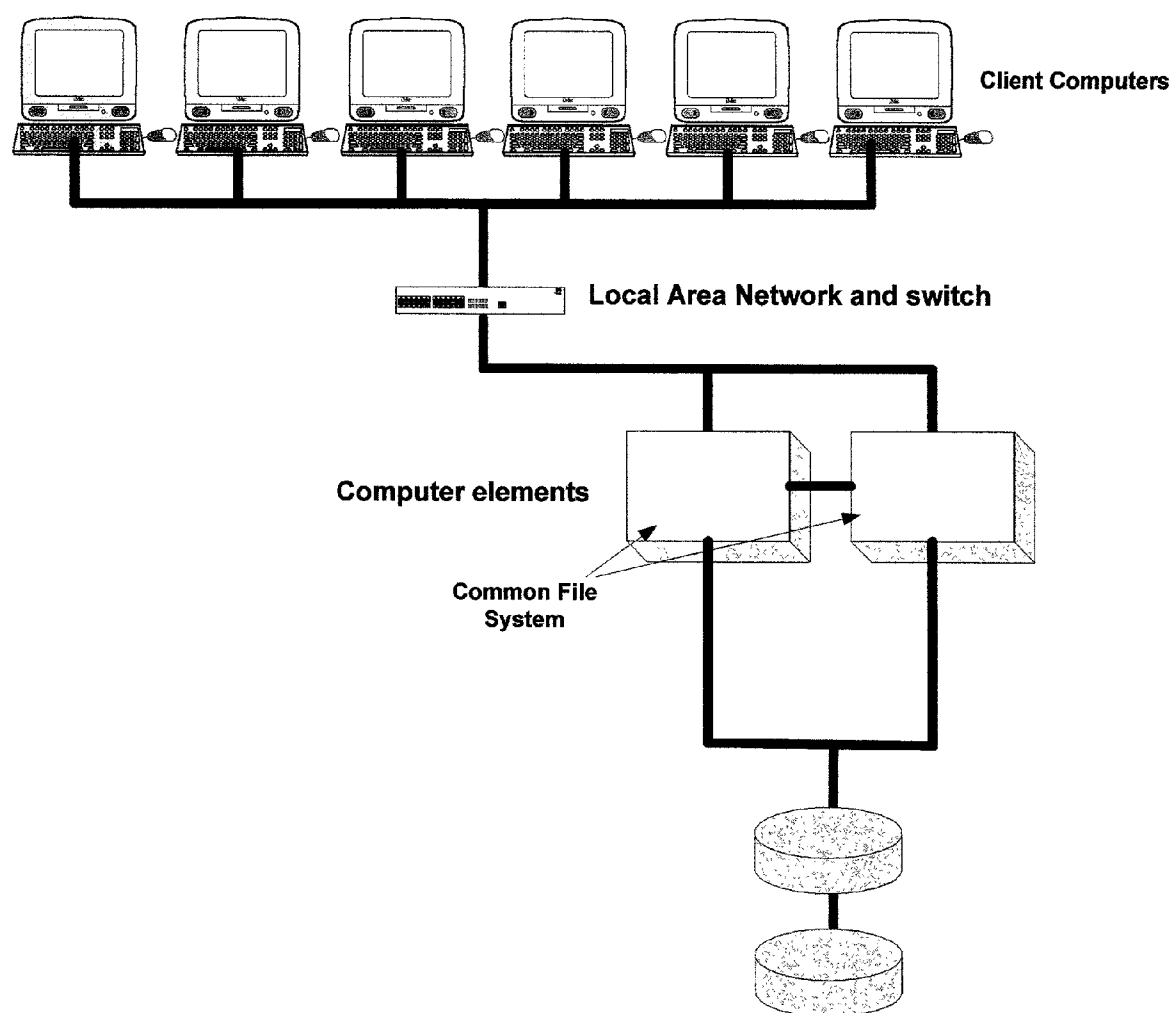 Client Computers
Local Area Network and switch
Computer elements
Common File
System